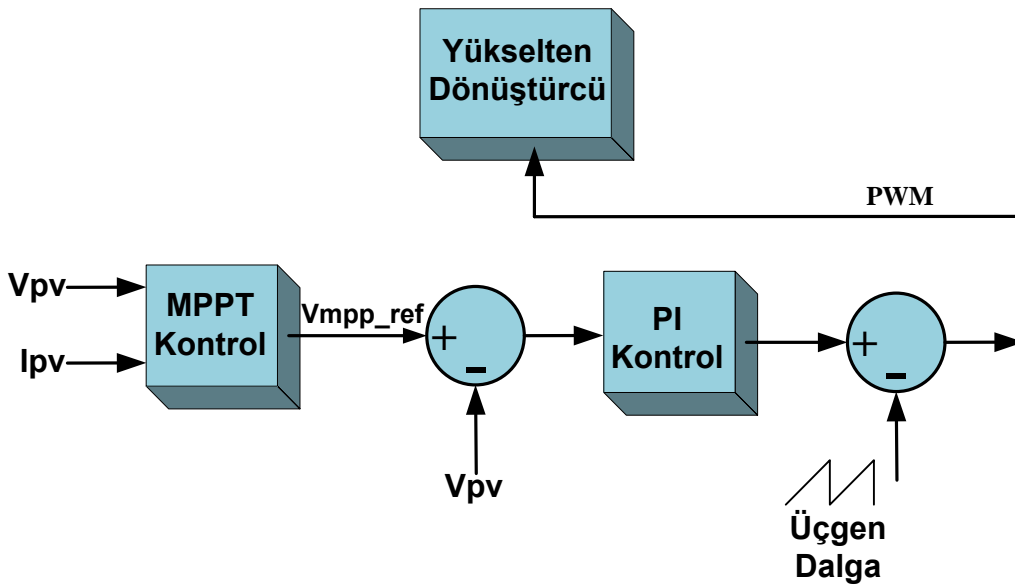 Yükselten
Dönüştürcü
PWM
Vpv
Ipv
MPPT
Kontrol
Vmpp_ref
+
-
Vpv
PI
Kontrol
+
-
Üçgen
Dalga